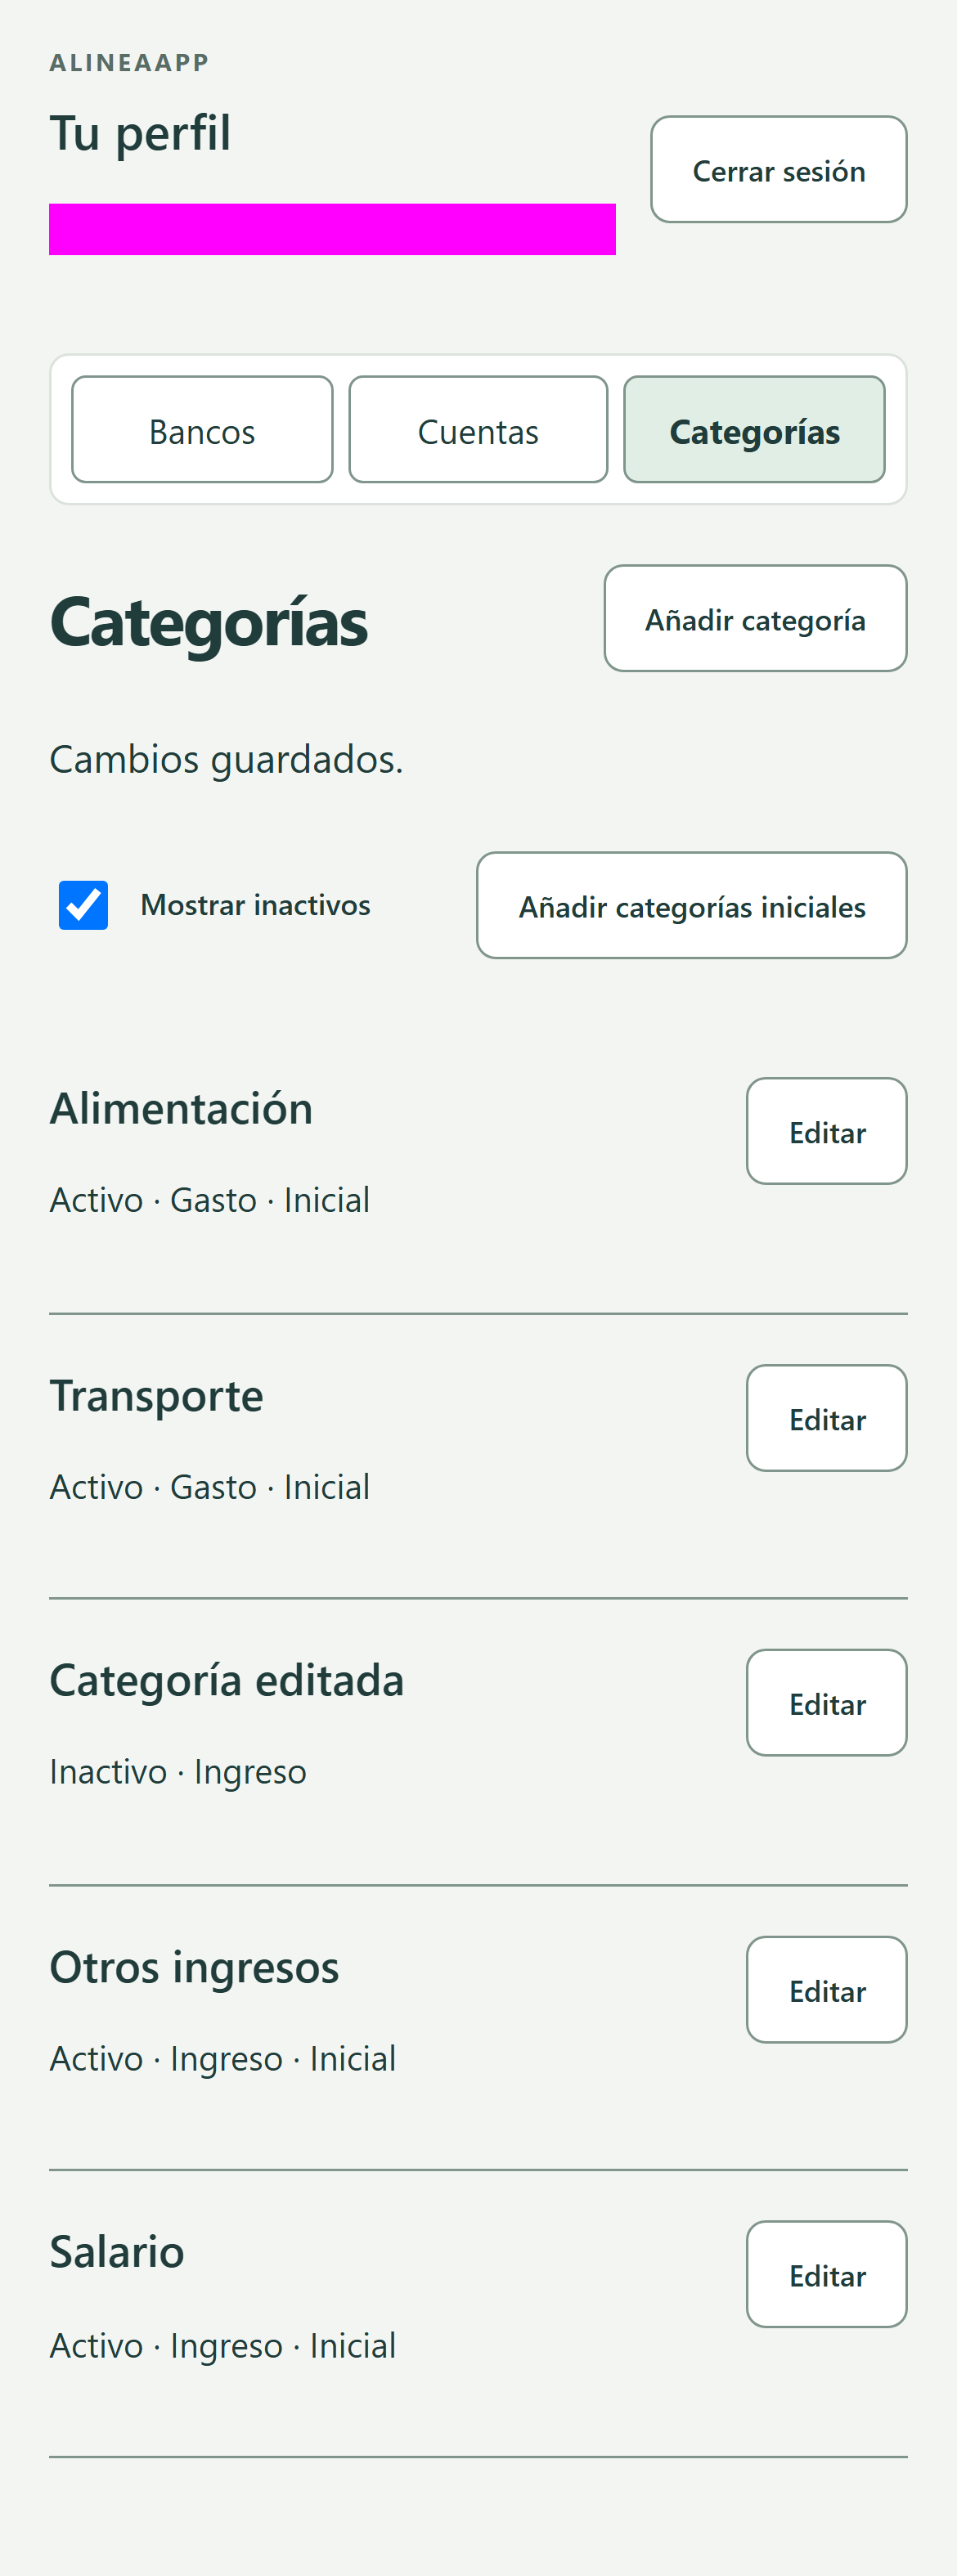 ALINEAAPP
Tu perfil
Cerrar sesión
Bancos
Cuentas
Categorías
Categorías
Añadir categoría
Cambios guardados.
Mostrar inactivos
Añadir categorías iniciales
Alimentación
Editar
Activo · Gasto · Inicial
Transporte
Editar
Activo · Gasto · Inicial
Categoría editada
Editar
Inactivo · Ingreso
Otros ingresos
Editar
Activo · Ingreso · Inicial
Salario
Editar
Activo · Ingreso · Inicial